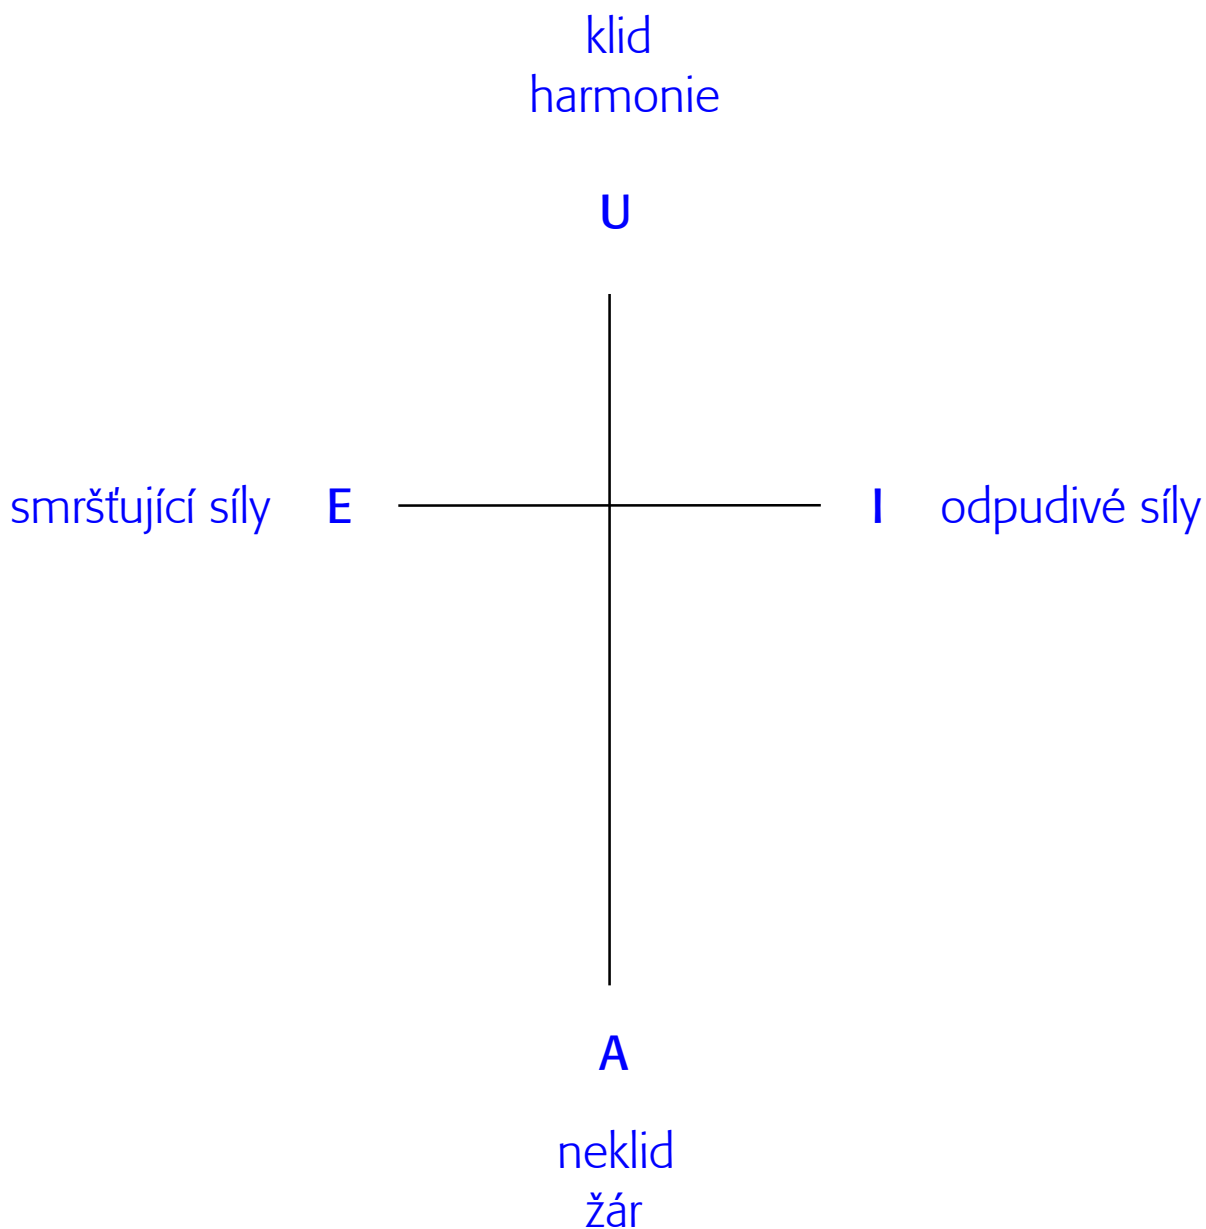 klid
harmonie
U
smršťující síly E I odpudivé síly
A
neklid
žár